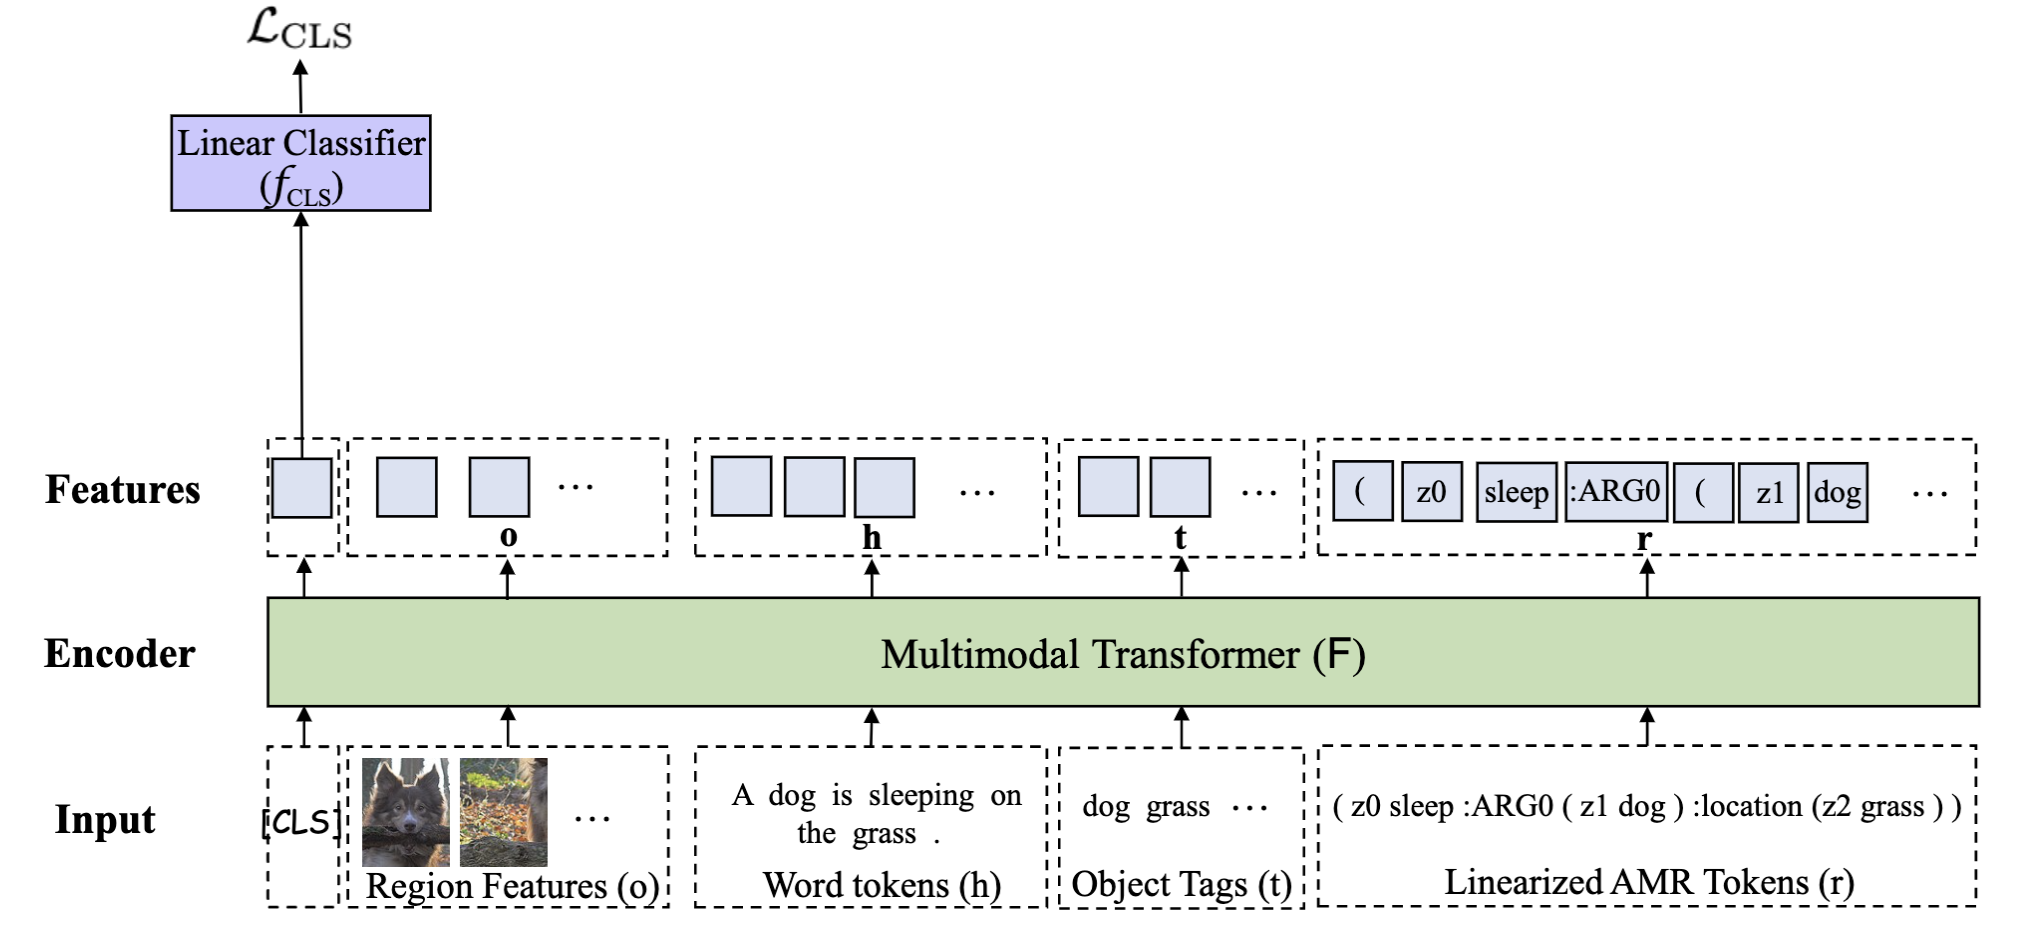 ℒCLS
Linear Classifier
(fCLS)
Features
o
···
h
···
t
···
( z0 sleep :ARG0 ( z1 dog ···
r
Encoder
Multimodal Transformer (F)
Input
[CLS]
···
Region Features (o)
A dog is sleeping on
the grass .
Word tokens (h)
dog grass ···
Object Tags (t)
( z0 sleep :ARG0 ( z1 dog ) :location (z2 grass ) )
Linearized AMR Tokens (r)